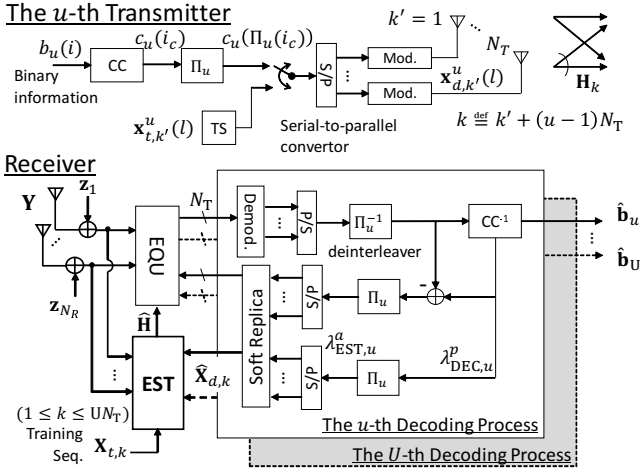 The u-th Transmitter
b_u(i)
Binary
information
CC
c_u(i_c)
Π_u
c_u(Π_u(i_c))
x^u_{t,k′}(l)
TS
Serial-to-parallel
convertor
S/P
Mod.
Mod.
k′ = 1
N_T
x^u_{d,k′}(l)
H_k
k ≝ k′ + (u − 1)N_T
Receiver
Y
z_1
z_{N_R}
EQU
N_T
Demod.
P/S
Π_u^{-1}
deinterleaver
CC^{-1}
b̂_u
b̂_U
-
Π_u
P/S
Soft Replica
Ĥ
EST
X̂_{d,k}
λ^a_{EST,u}
P/S
Π_u
λ^p_{DEC,u}
(1 ≤ k ≤ UN_T)
Training
Seq.
X_{t,k}
The u-th Decoding Process
The U-th Decoding Process